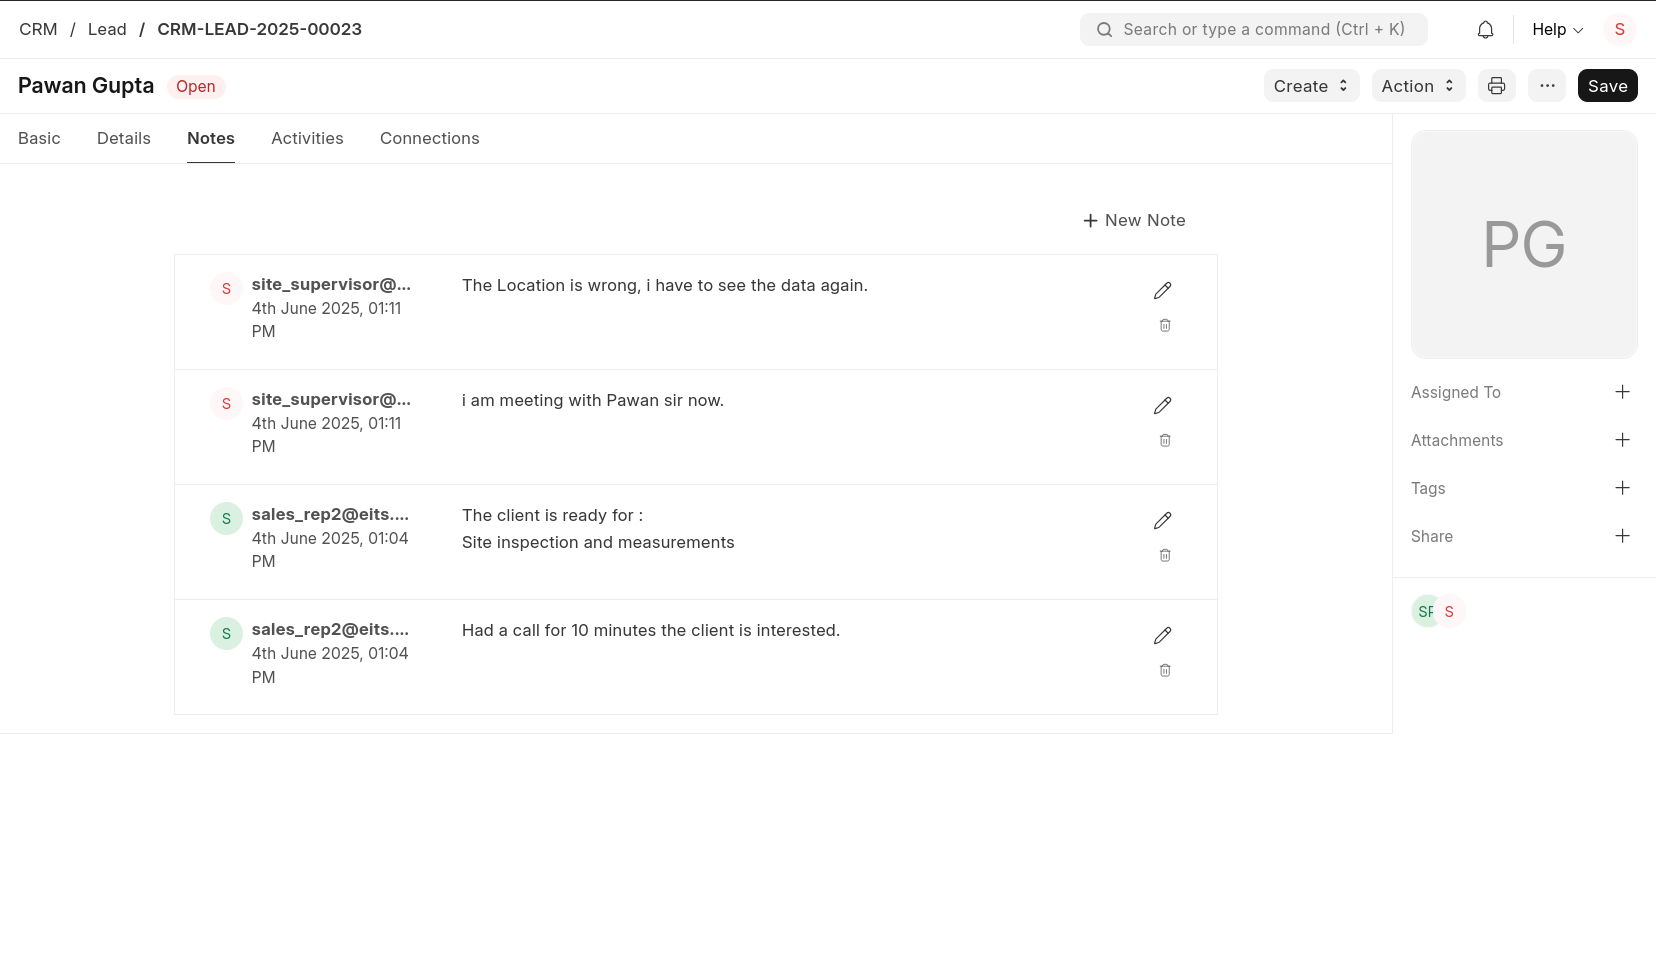 CRM / Lead / CRM-LEAD-2025-00023
Search or type a command (Ctrl + K)
Help
S
Pawan Gupta
Open
Create
Action
Save
Basic
Details
Notes
Activities
Connections
New Note
S
site_supervisor@...
4th June 2025, 01:11
PM
The Location is wrong, i have to see the data again.
S
site_supervisor@...
4th June 2025, 01:11
PM
i am meeting with Pawan sir now.
S
sales_rep2@eits....
4th June 2025, 01:04
PM
The client is ready for :
Site inspection and measurements
S
sales_rep2@eits....
4th June 2025, 01:04
PM
Had a call for 10 minutes the client is interested.
PG
Assigned To
Attachments
Tags
Share
S